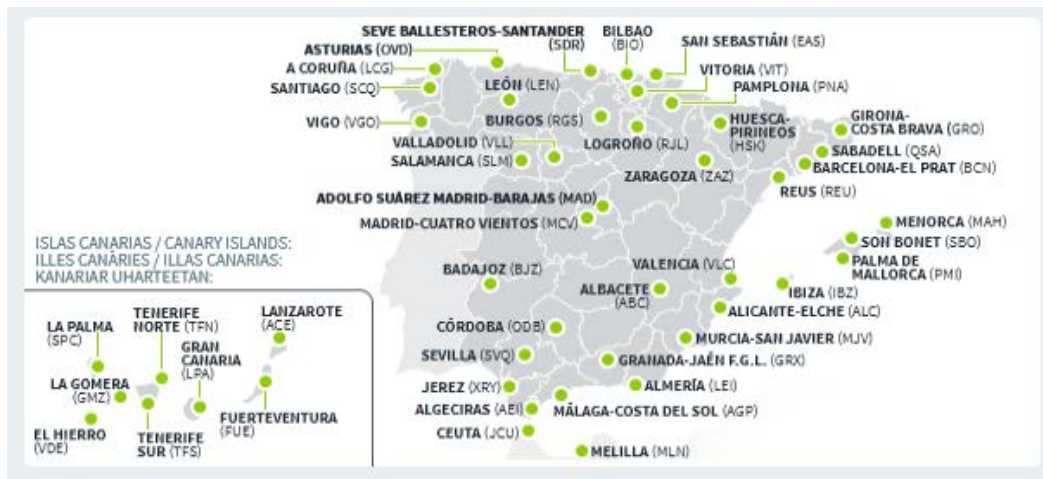 SEVE BALLESTEROS-SANTANDER
(SDR)
BILBAO
(BIO)
SAN SEBASTIÁN (EAS)
ASTURIAS (OVD)
A CORUÑA (LCG)
SANTIAGO (SCQ)
VIGO (VGO)
LEÓN (LEN)
VITORIA (VIT)
PAMPLONA (PNA)
BURGOS (RGS)
LOGROÑO (RJL)
HUESCA-
PIRINEOS
(HSK)
GIRONA-
COSTA BRAVA (GRO)
SABADELL (QSA)
BARCELONA-EL PRAT (BCN)
REUS (REU)
VALLADOLID (VLL)
SALAMANCA (SLM)
ZARAGOZA (ZAZ)
ADOLFO SUÁREZ MADRID-BARAJAS (MAD)
MADRID-CUATRO VIENTOS (MCV)
MENORCA (MAH)
SON BONET (SBO)
PALMA DE
MALLORCA (PMI)
IBIZA (IBZ)
BADAJOZ (BJZ)
VALENCIA (VLC)
ALBACETE
(ABC)
ALICANTE-ELCHE (ALC)
CÓRDOBA (ODB)
MURCIA-SAN JAVIER (MJV)
SEVILLA (SVQ)
GRANADA-JAÉN F.G.L. (GRX)
JEREZ (XRY)
ALMERÍA (LEI)
ALGECIRAS (AEI)
MÁLAGA-COSTA DEL SOL (AGP)
CEUTA (JCU)
MELILLA (MLN)
ISLAS CANARIAS / CANARY ISLANDS:
ILLES CANÀRIES / ILLAS CANARIAS:
KANARIAR UHARTEETAN:
LA PALMA
(SPC)
TENERIFE
NORTE (TFN)
LANZAROTE
(ACE)
GRAN
CANARIA
(LPA)
LA GOMERA
(GMZ)
EL HIERRO
(VDE)
TENERIFE
SUR (TFS)
FUERTEVENTURA
(FUE)